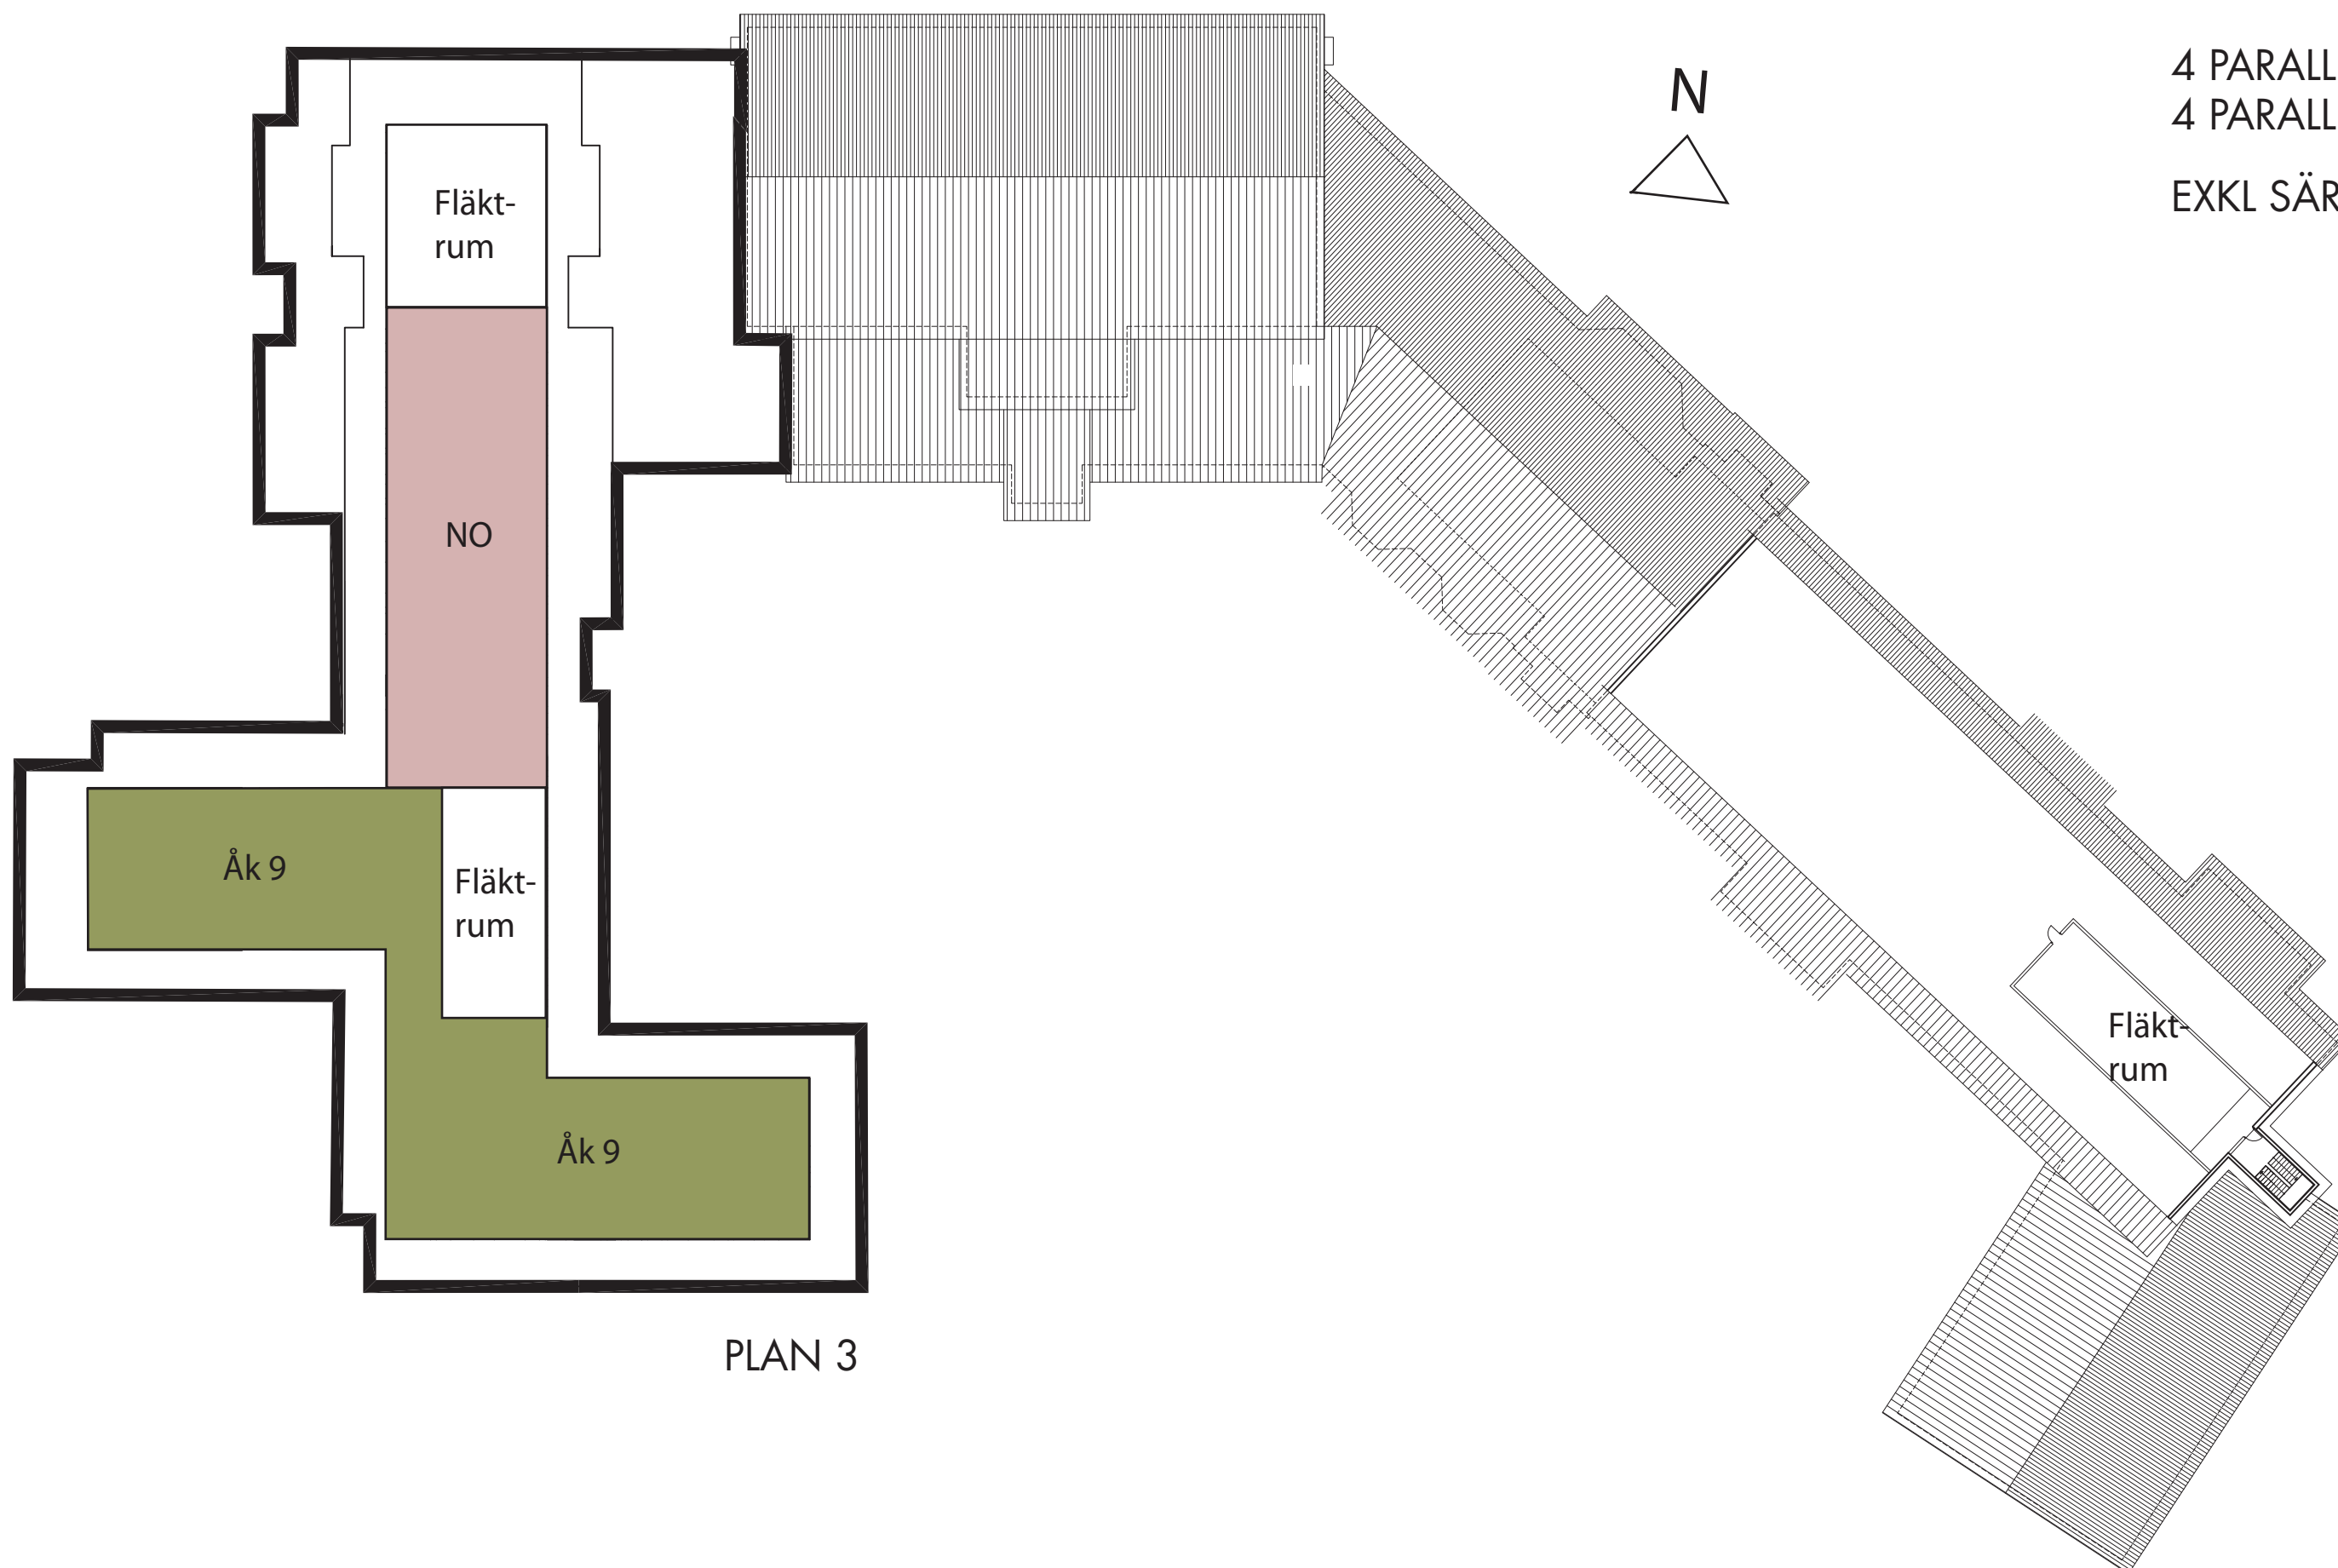 N
4 PARALL
4 PARALL
EXKL SÄR
Fläkt-
rum
NO
Åk 9
Fläkt-
rum
Åk 9
Fläkt-
rum
PLAN 3